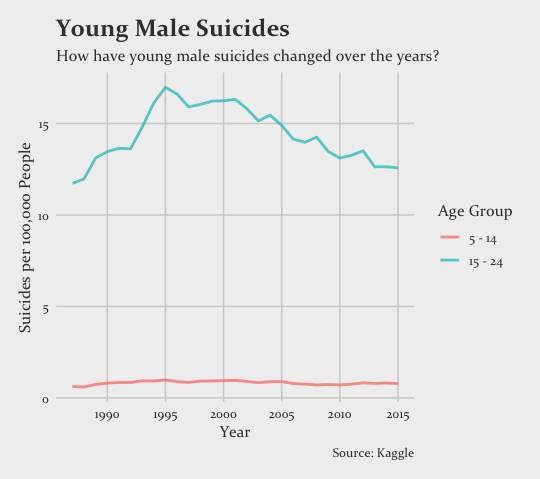 Young Male Suicides
How have young male suicides changed over the years?
Suicides per 100,000 People
15
10
5
0
1990 1995 2000 2005 2010 2015
Year
Age Group
5 - 14
15 - 24
Source: Kaggle